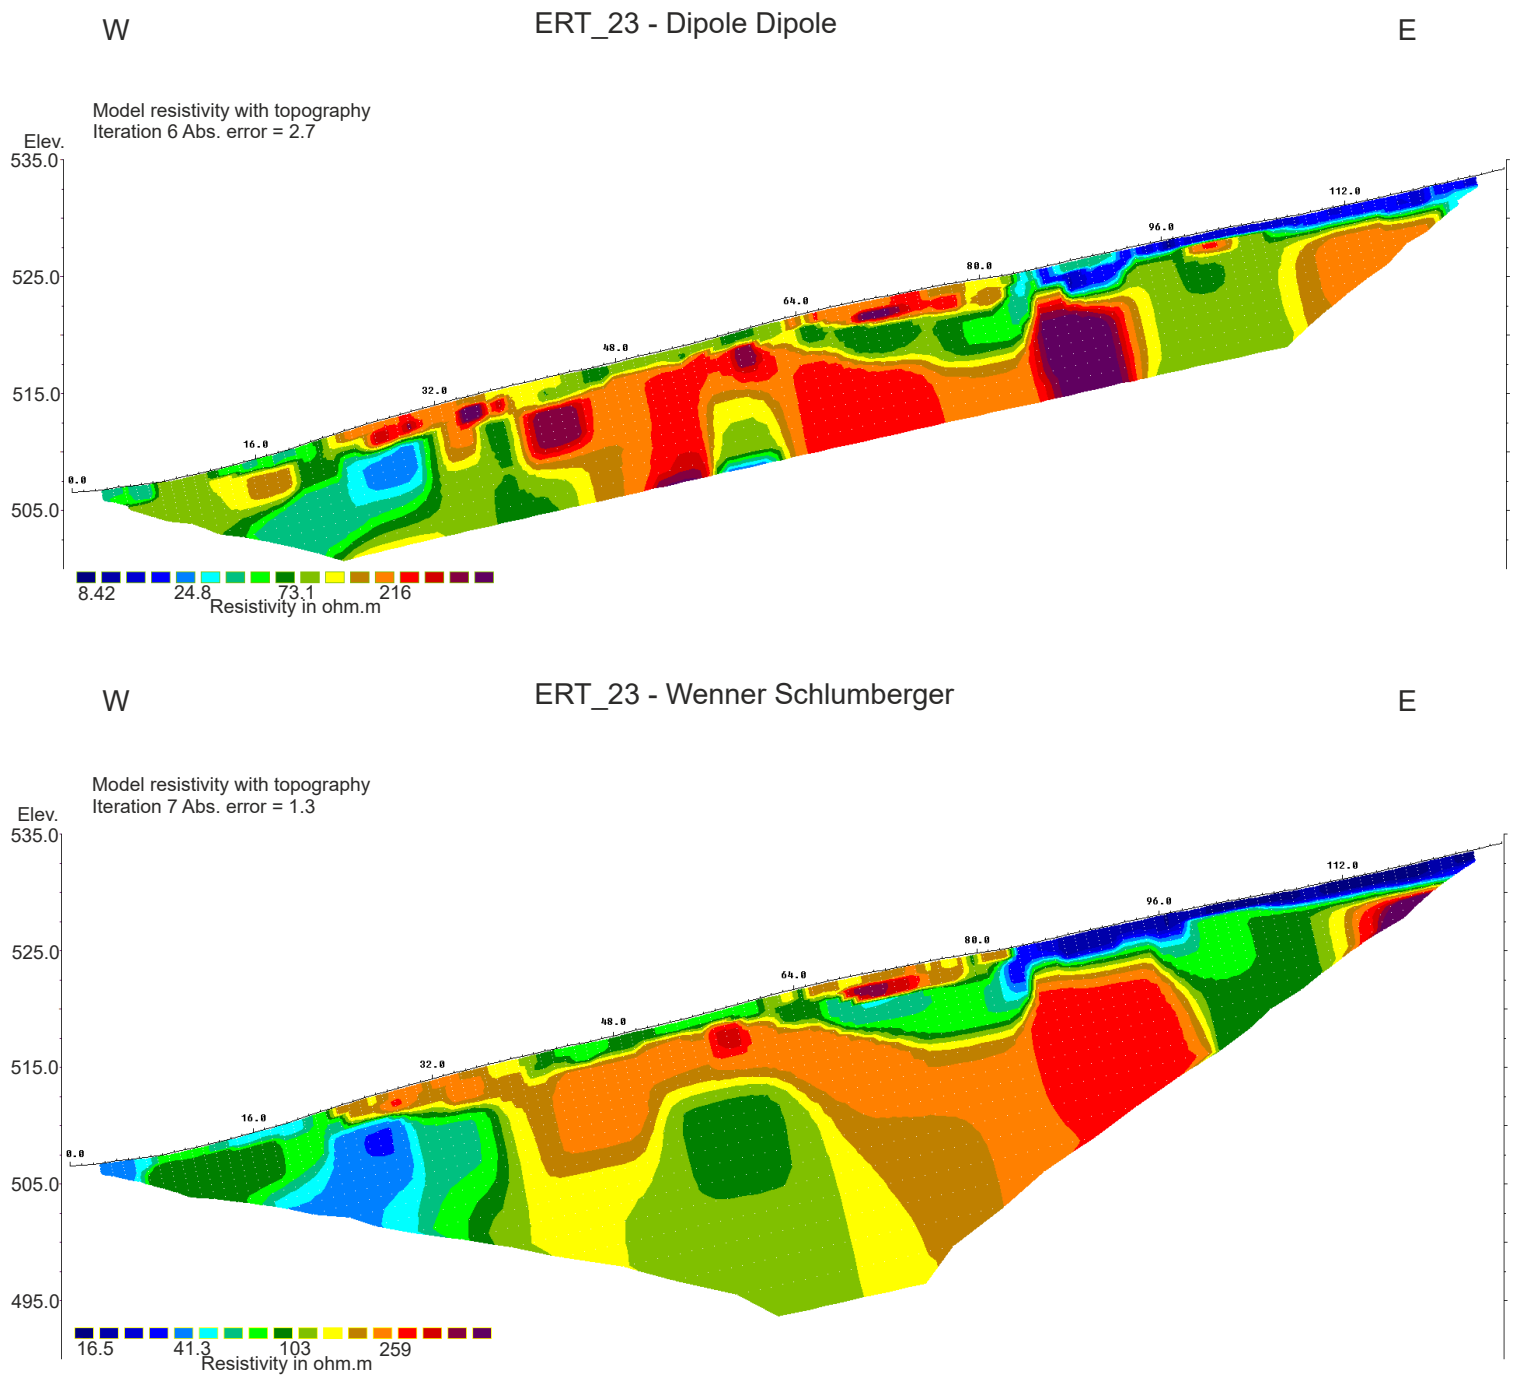 W
ERT_23 - Dipole Dipole
E
Model resistivity with topography
Iteration 6 Abs. error = 2.7
Elev.
535.0
525.0
515.0
505.0
0.0
16.0
32.0
48.0
64.0
80.0
96.0
112.0
8.42 24.8 73.1 216
Resistivity in ohm.m
W
ERT_23 - Wenner Schlumberger
E
Model resistivity with topography
Iteration 7 Abs. error = 1.3
Elev.
535.0
525.0
515.0
505.0
495.0
0.0
16.0
32.0
48.0
64.0
80.0
96.0
112.0
16.5 41.3 103 259
Resistivity in ohm.m